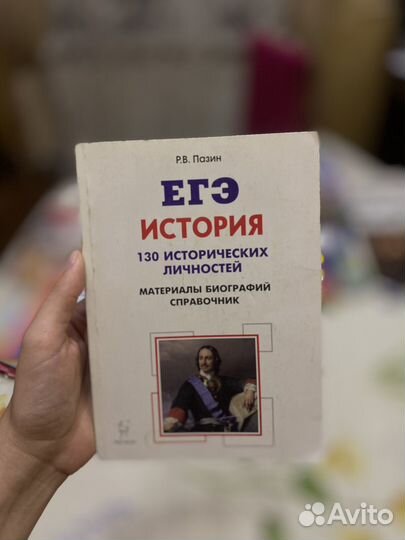 Р.В. Пазин
ЕГЭ
ИСТОРИЯ
130 ИСТОРИЧЕСКИХ
ЛИЧНОСТЕЙ
МАТЕРИАЛЫ БИОГРАФИЙ
СПРАВОЧНИК
Avito